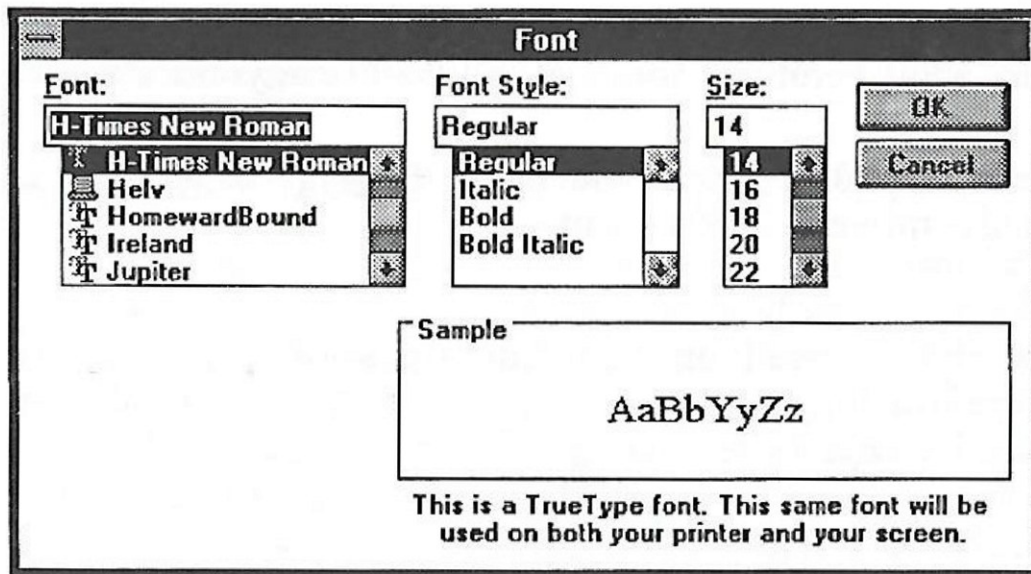 Font
Font:
H-Times New Roman
H-Times New Roman
Helv
HomewardBound
Ireland
Jupiter
Font Style:
Regular
Regular
Italic
Bold
Bold Italic
Size:
14
14
16
18
20
22
OK
Cancel
Sample
AaBbYyZz
This is a TrueType font. This same font will be
used on both your printer and your screen.